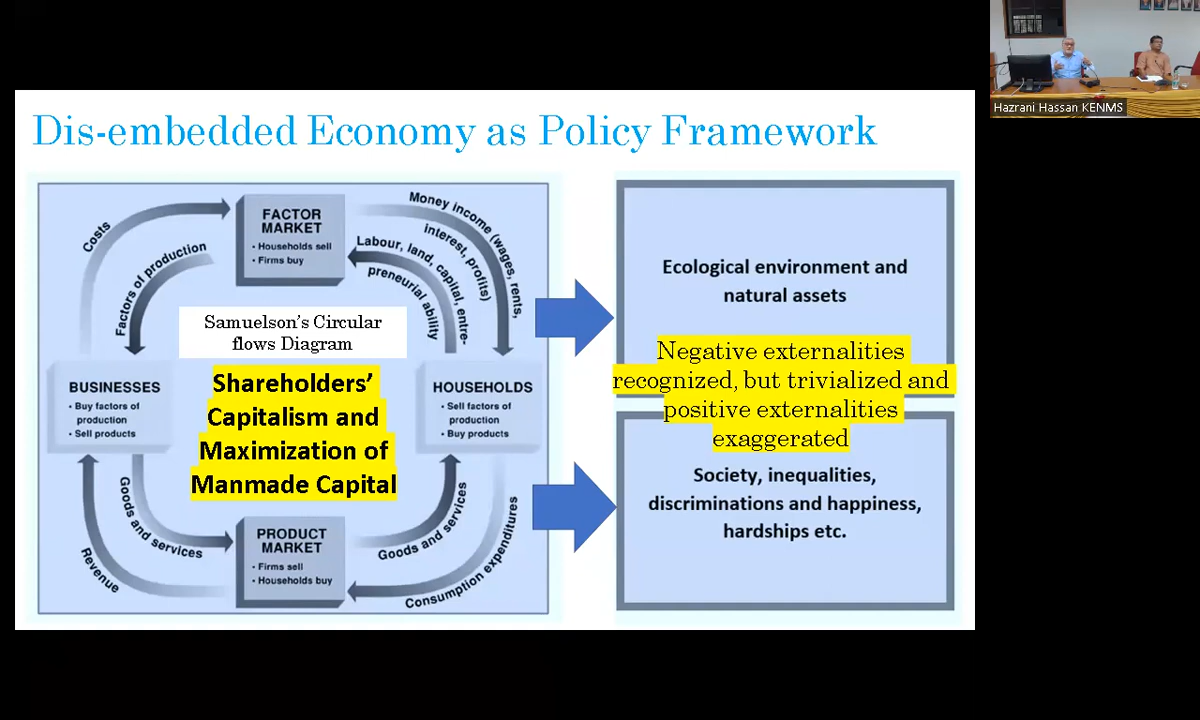 Hazrani Hassan KENMS
Dis-embedded Economy as Policy Framework
FACTOR
MARKET
• Households sell
• Firms buy
Costs
Factors of production
Money income (wages, rents,
interest, profits)
Labour, land, capital, entre-
preneurial ability
Samuelson's Circular
flows Diagram
BUSINESSES
• Buy factors of
production
• Sell products
Shareholders'
Capitalism and
Maximization of
Manmade Capital
HOUSEHOLDS
• Sell factors of
production
• Buy products
Goods and services
Revenue
PRODUCT
MARKET
• Firms sell
• Households buy
Goods and services
Consumption expenditures
Ecological environment and
natural assets
Negative externalities
recognized, but trivialized and
positive externalities
exaggerated
Society, inequalities,
discriminations and happiness,
hardships etc.